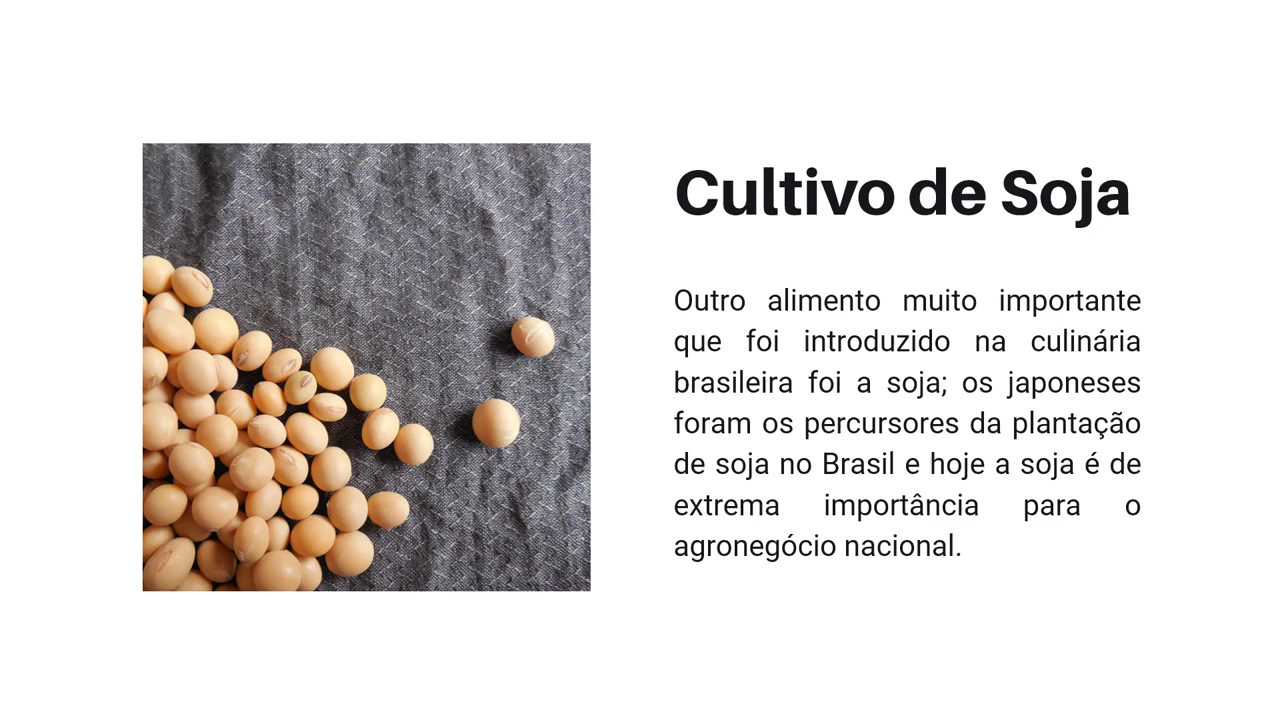 Cultivo de Soja
Outro alimento muito importante
que foi introduzido na culinária
brasileira foi a soja; os japoneses
foram os percursores da plantação
de soja no Brasil e hoje a soja é de
extrema importância para o
agronegócio nacional.